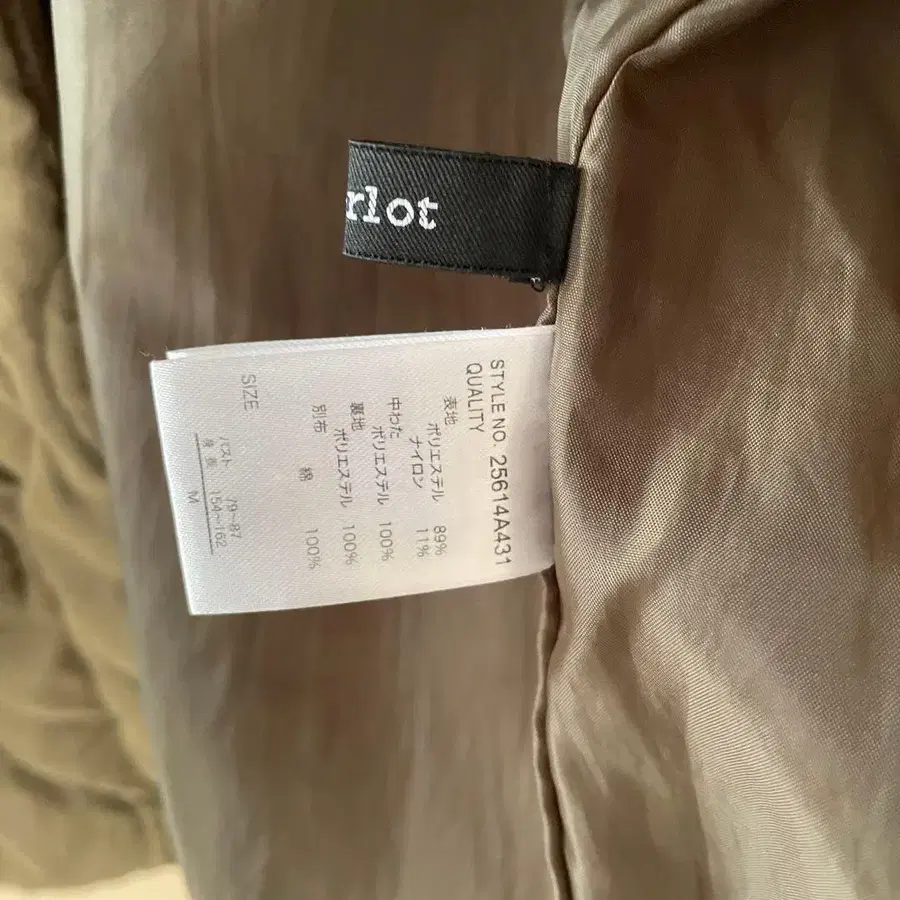 rlot
STYLE NO. 25614A431
QUALITY
表地
ポリエステル 89%
ナイロン 11%
中わた
ポリエステル 100%
裏地
ポリエステル 100%
別布
綿 100%
SIZE
バスト 79~87
身長 154~162
M